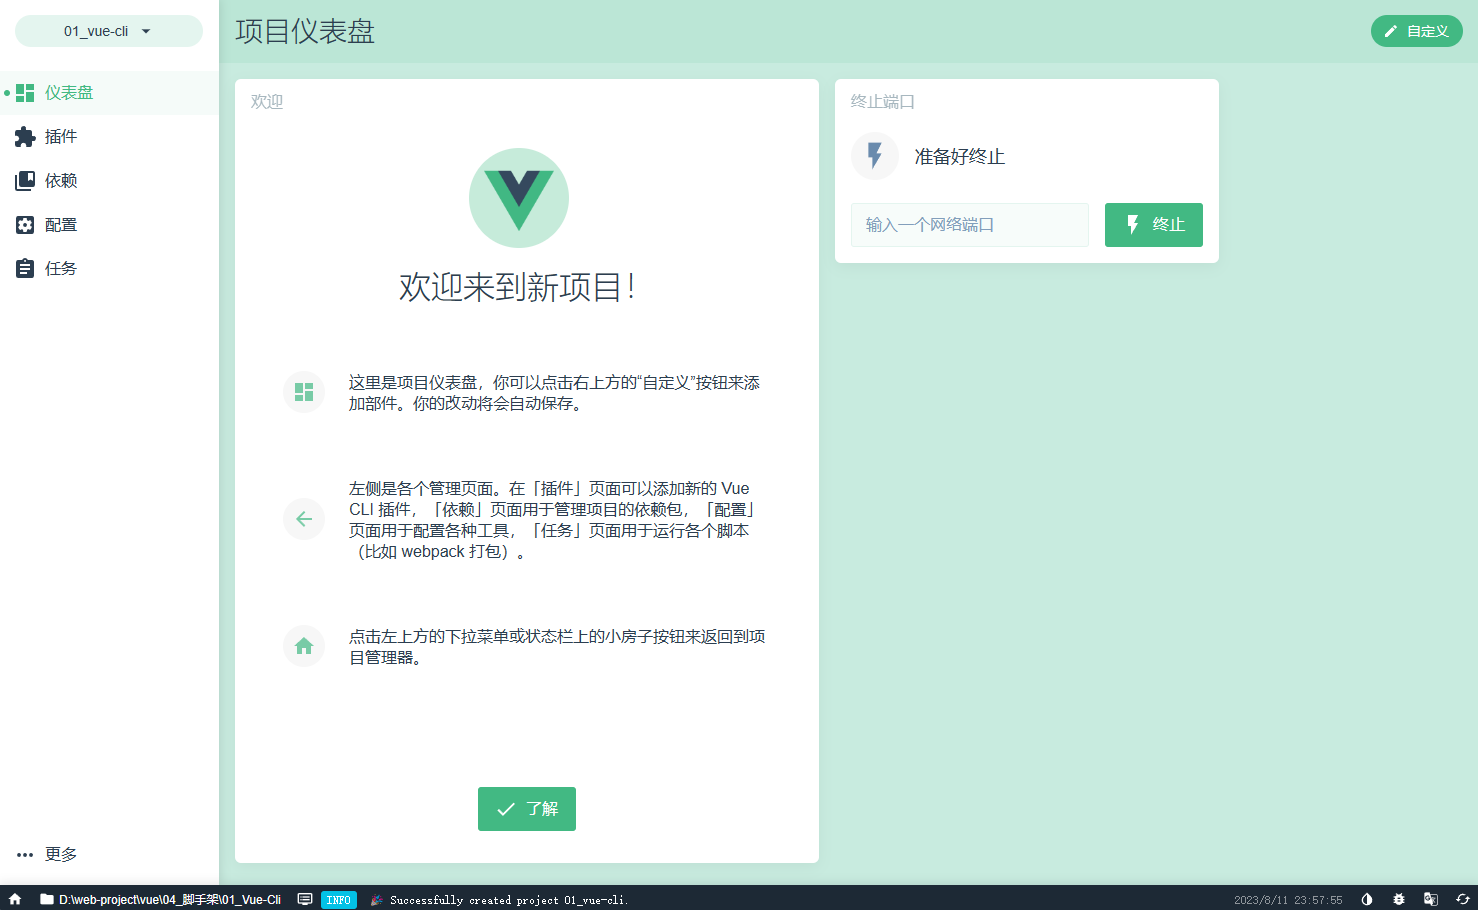 01_vue-cli
项目仪表盘
自定义
仪表盘
插件
依赖
配置
任务
更多
欢迎
欢迎来到新项目！
这里是项目仪表盘，你可以点击右上方的“自定义”按钮来添
加部件。你的改动将会自动保存。
左侧是各个管理页面。在「插件」页面可以添加新的 Vue
CLI 插件，「依赖」页面用于管理项目的依赖包，「配置」
页面用于配置各种工具，「任务」页面用于运行各个脚本
（比如 webpack 打包）。
点击左上方的下拉菜单或状态栏上的小房子按钮来返回到项
目管理器。
了解
终止端口
准备好终止
输入一个网络端口
终止
D:\web-project\vue\04_脚手架\01_Vue-Cli
INFO
Successfully created project 01_vue-cli.
2023/8/11 23:57:55